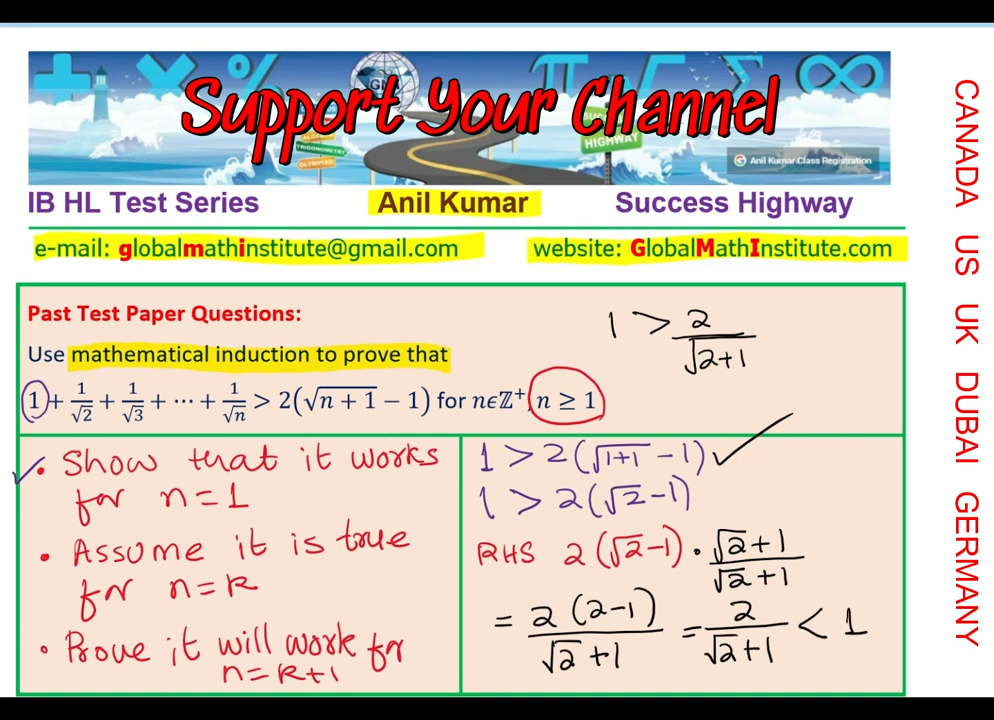 Support Your Channel
TRIGONOMETRY
OLYMPIAD
HIGHWAY
Anil Kumar Class Registration
IB HL Test Series Anil Kumar Success Highway
e-mail: globalmathinstitute@gmail.com website: GlobalMathInstitute.com
Past Test Paper Questions:
1 > 2/(√2+1)
Use mathematical induction to prove that
1 + 1/√2 + 1/√3 + ⋯ + 1/√n > 2(√(n+1) − 1) for nϵℤ⁺, n ≥ 1
✓• Show that it works
for n=1
• Assume it is true
for n=k
• Prove it will work for
n=k+1
1 > 2(√(1+1) − 1) ✓
1 > 2(√2−1)
RHS 2(√2−1) · (√2+1)/(√2+1)
= 2(2−1)/(√2+1) = 2/(√2+1) < 1
CANADA US UK DUBAI GERMANY